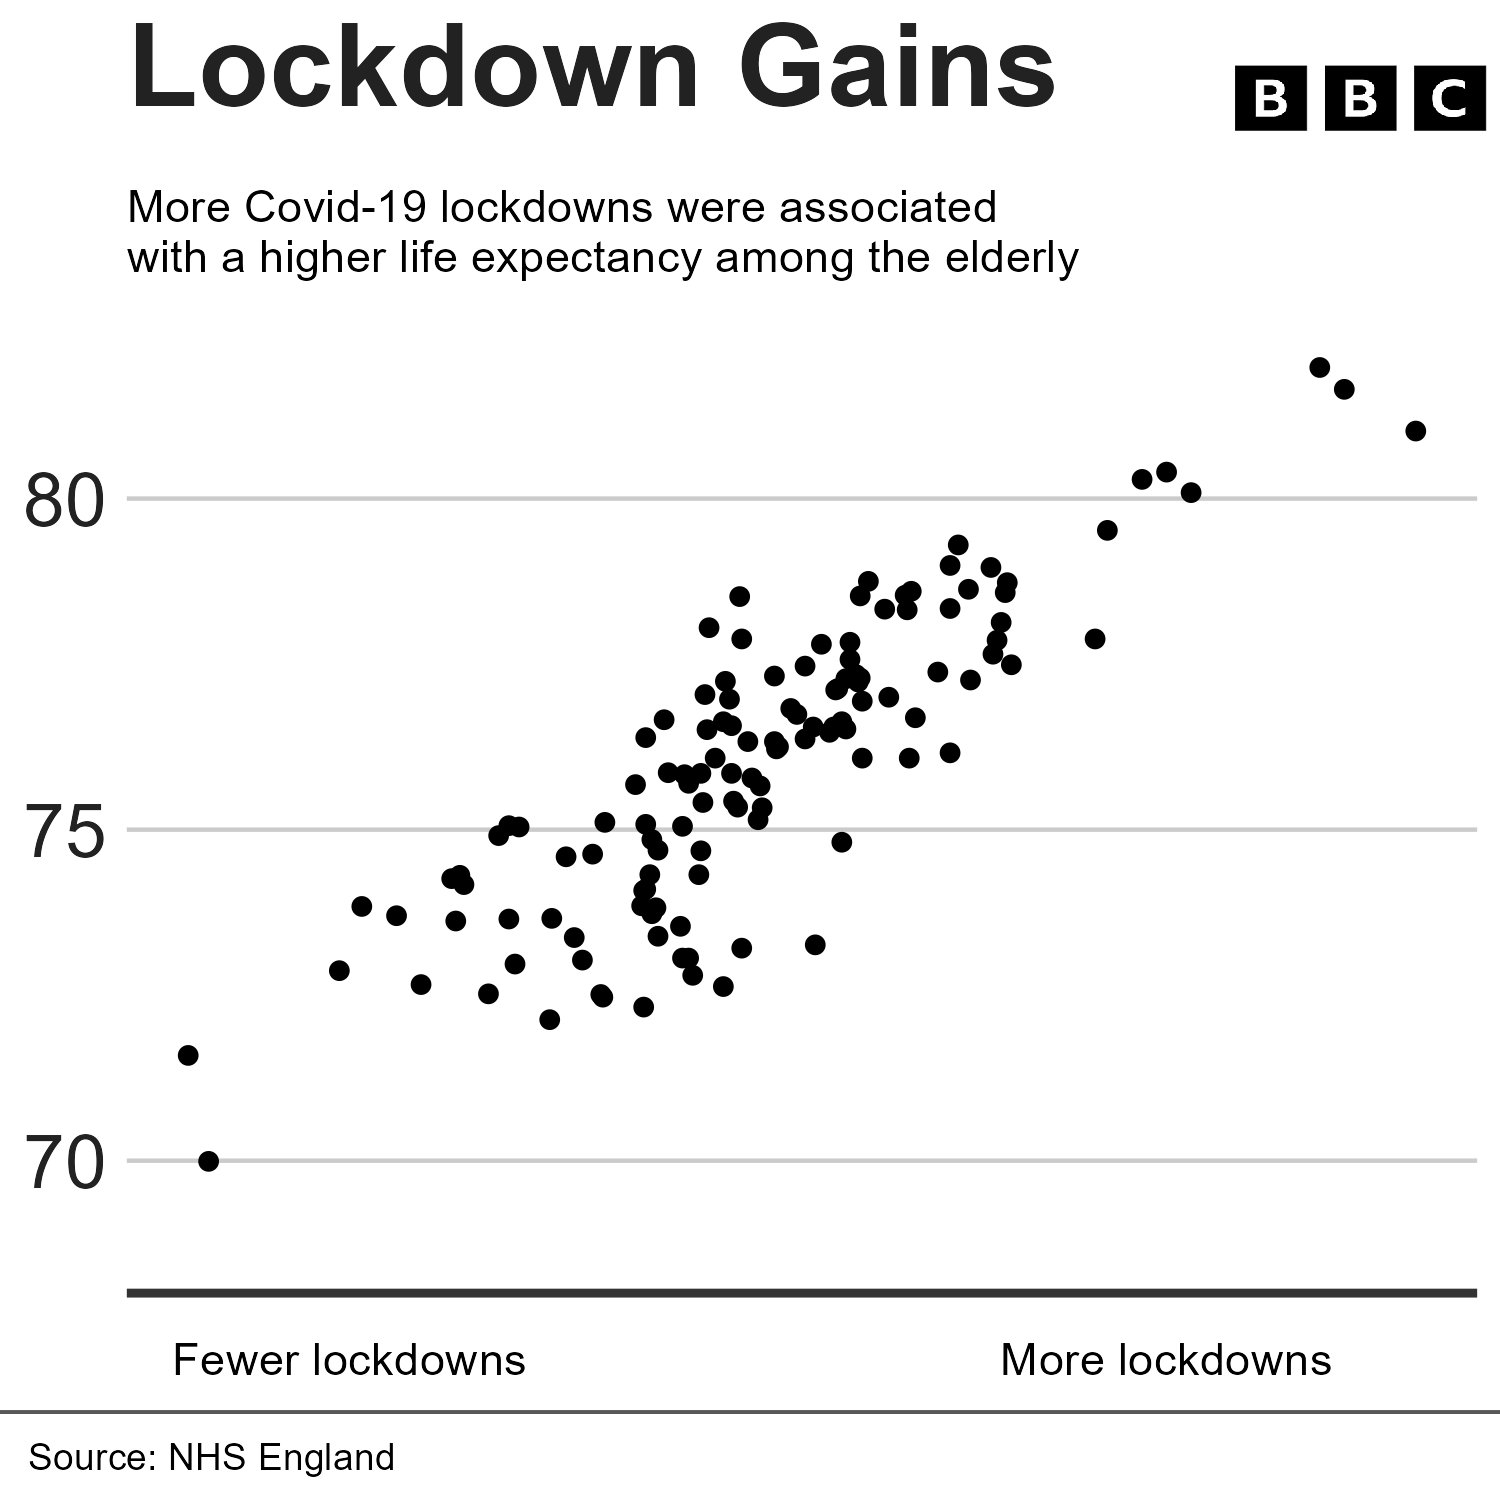 Lockdown Gains
BBC
More Covid-19 lockdowns were associated
with a higher life expectancy among the elderly
80
75
70
Fewer lockdowns
More lockdowns
Source: NHS England